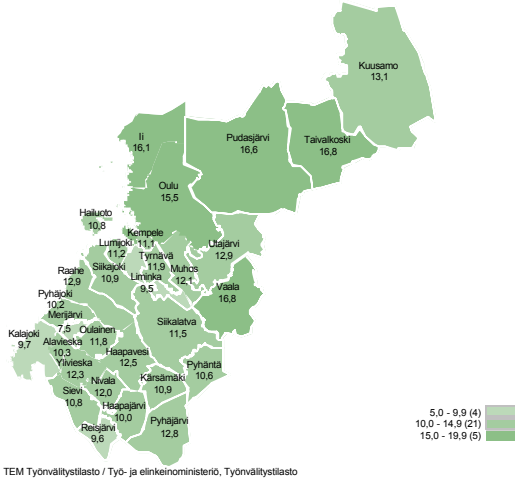 Kuusamo
13,1
Ii
16,1
Pudasjärvi
16,6
Taivalkoski
16,8
Oulu
15,5
Hailuoto
10,8
Kempele
11,1
Lumijoki
11,2
Utajärvi
12,9
Tyrnävä
11,9
Siikajoki
10,9
Muhos
12,1
Raahe
12,9
Liminka
9,5
Vaala
16,8
Pyhäjoki
10,2
Merijärvi
7,5
Siikalatva
11,5
Oulainen
11,8
Kalajoki
9,7
Alavieska
10,3
Haapavesi
12,5
Ylivieska
12,3
Pyhäntä
10,6
Nivala
12,0
Kärsämäki
10,9
Sievi
10,8
Haapajärvi
10,0
Pyhäjärvi
12,8
Reisjärvi
9,6
5,0 - 9,9 (4)
10,0 - 14,9 (21)
15,0 - 19,9 (5)
TEM Työnvälitystilasto / Työ- ja elinkeinoministeriö, Työnvälitystilasto